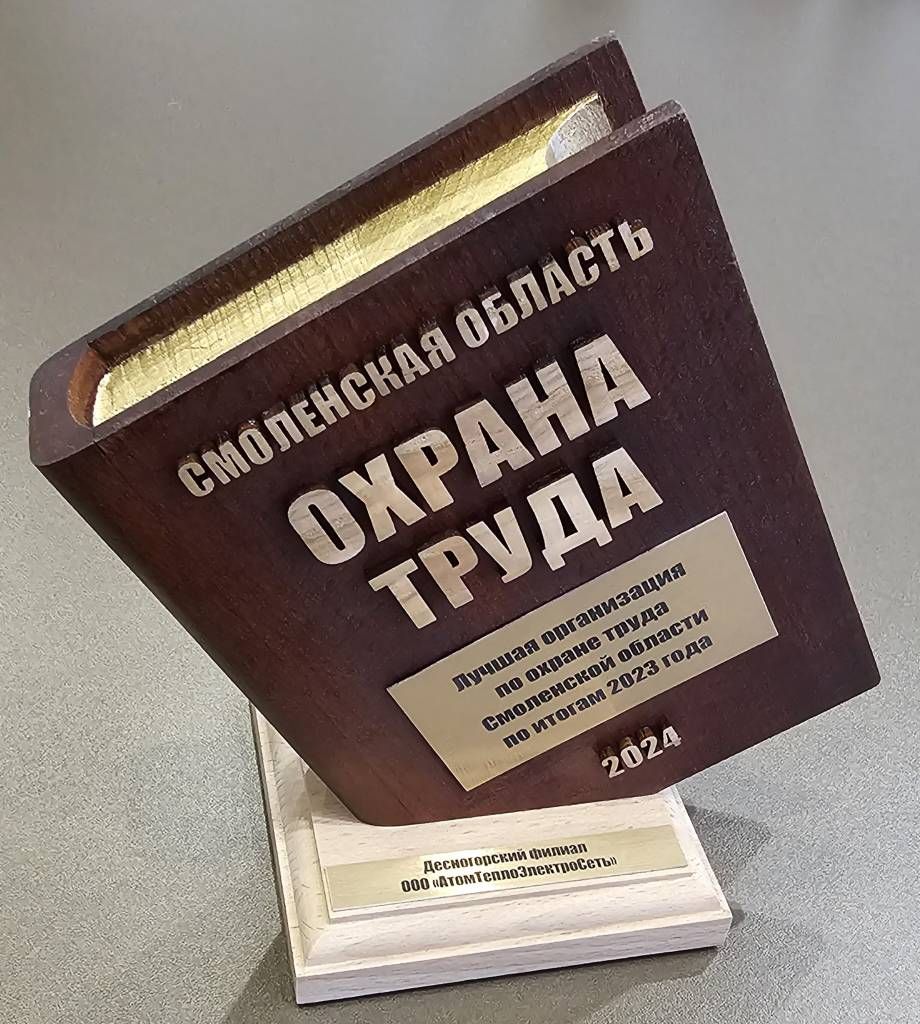 СМОЛЕНСКАЯ ОБЛАСТЬ
ОХРАНА
ТРУДА
Лучшая организация
по охране труда
Смоленской области
по итогам 2023 года
2024
Десногорский филиал
ООО «АтомТеплоЭлектроСеть»